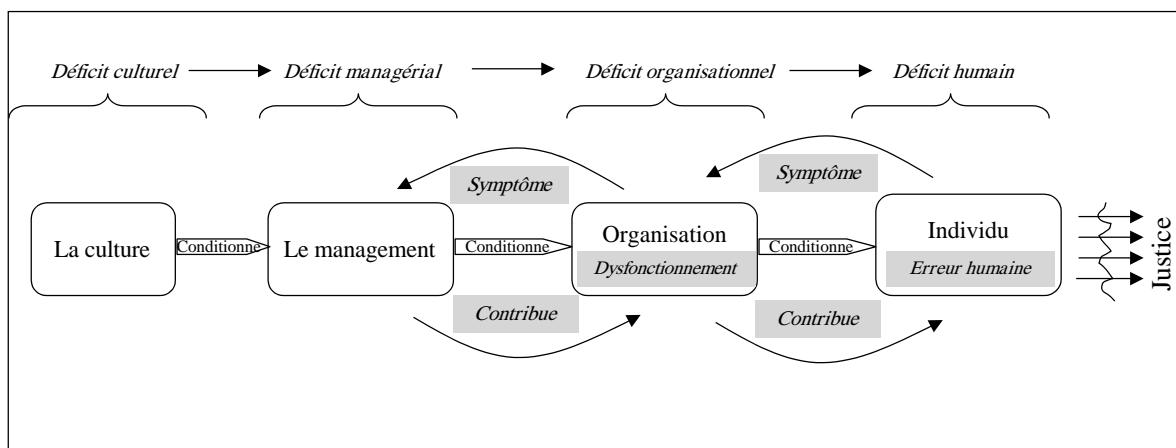 Déficit culturel
Déficit managérial
Déficit organisationnel
Déficit humain
Symptôme
Symptôme
La culture
Conditionne
Le management
Conditionne
Organisation
Dysfonctionnement
Conditionne
Individu
Erreur humaine
Justice
Contribue
Contribue